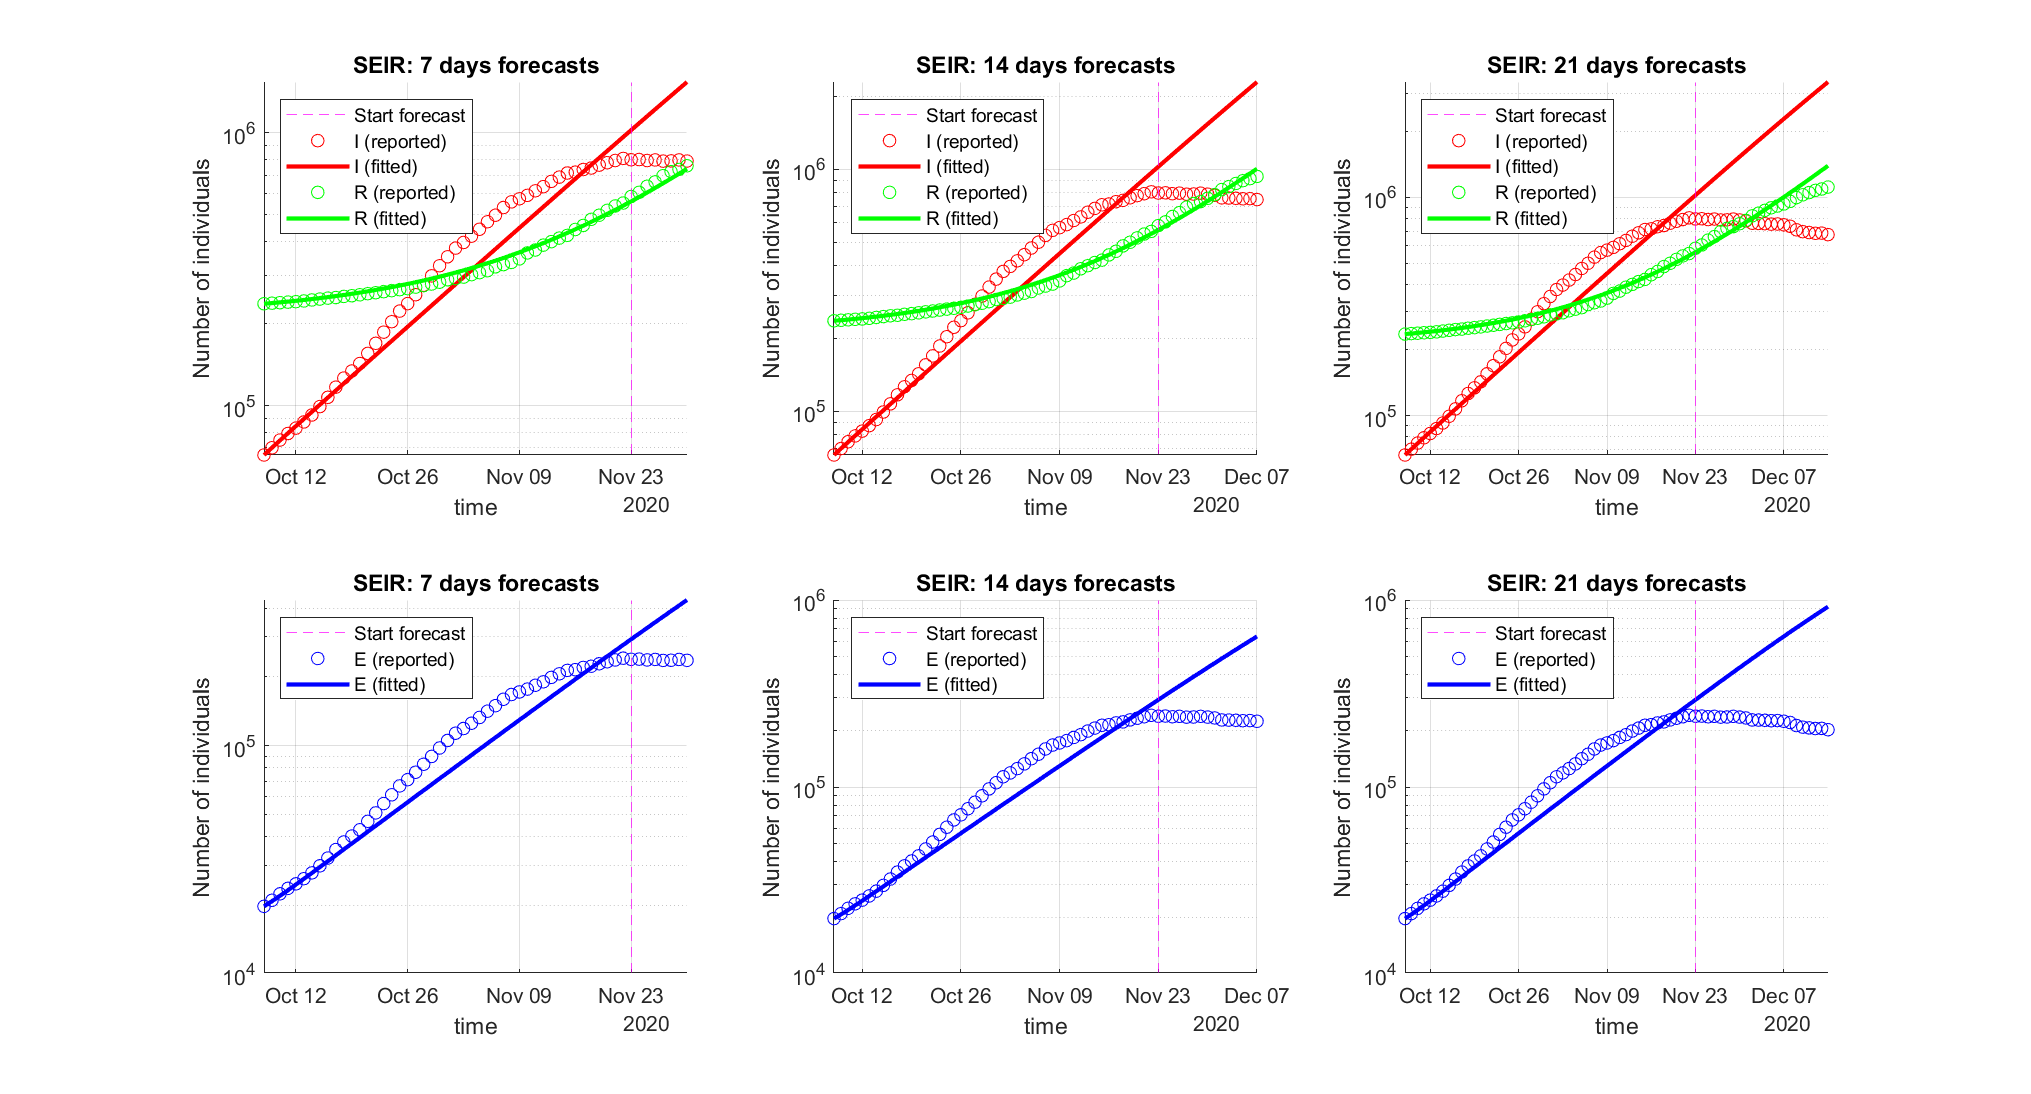 SEIR: 7 days forecasts
Number of individuals
10^6
10^5
Start forecast
I (reported)
I (fitted)
R (reported)
R (fitted)
Oct 12 Oct 26 Nov 09 Nov 23
time
2020
SEIR: 14 days forecasts
Number of individuals
10^6
10^5
Start forecast
I (reported)
I (fitted)
R (reported)
R (fitted)
Oct 12 Oct 26 Nov 09 Nov 23 Dec 07
time
2020
SEIR: 21 days forecasts
Number of individuals
10^6
10^5
Start forecast
I (reported)
I (fitted)
R (reported)
R (fitted)
Oct 12 Oct 26 Nov 09 Nov 23 Dec 07
time
2020
SEIR: 7 days forecasts
Number of individuals
10^5
10^4
Start forecast
E (reported)
E (fitted)
Oct 12 Oct 26 Nov 09 Nov 23
time
2020
SEIR: 14 days forecasts
Number of individuals
10^6
10^5
10^4
Start forecast
E (reported)
E (fitted)
Oct 12 Oct 26 Nov 09 Nov 23 Dec 07
time
2020
SEIR: 21 days forecasts
Number of individuals
10^6
10^5
10^4
Start forecast
E (reported)
E (fitted)
Oct 12 Oct 26 Nov 09 Nov 23 Dec 07
time
2020